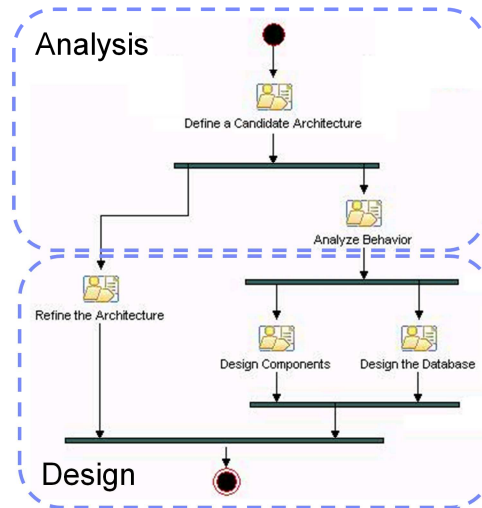 Analysis
Define a Candidate Architecture
Analyze Behavior
Refine the Architecture
Design Components
Design the Database
Design